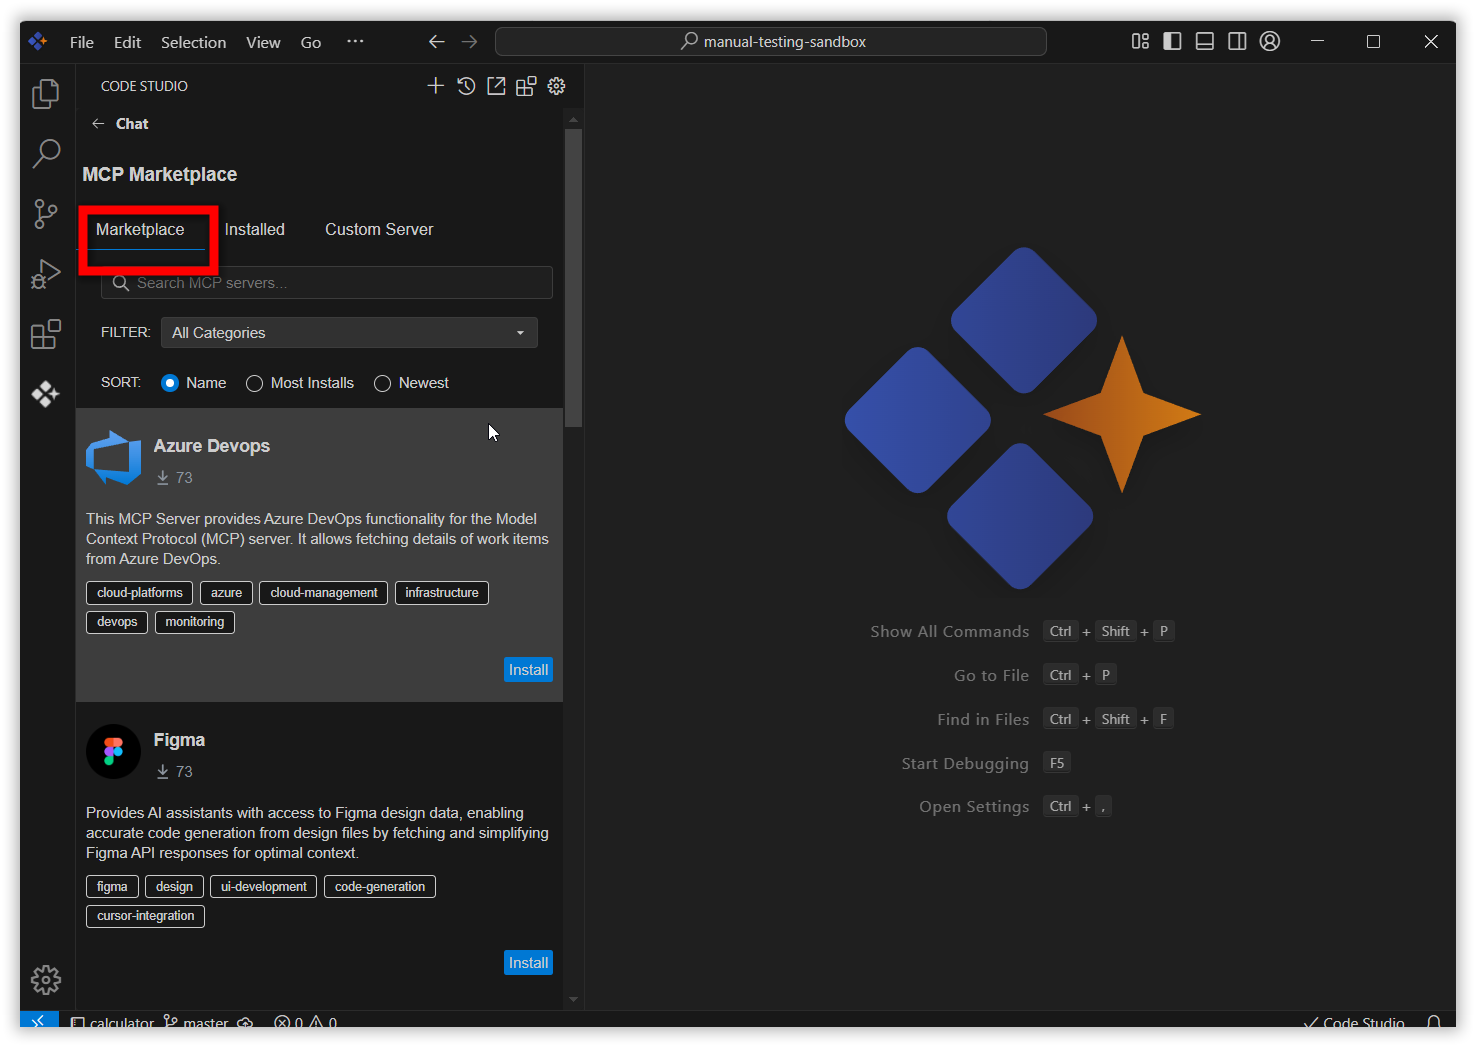 File Edit Selection View Go ···
manual-testing-sandbox
CODE STUDIO
Chat
MCP Marketplace
Marketplace Installed Custom Server
Search MCP servers...
FILTER: All Categories
SORT: Name Most Installs Newest
Azure Devops
73
This MCP Server provides Azure DevOps functionality for the Model
Context Protocol (MCP) server. It allows fetching details of work items
from Azure DevOps.
cloud-platforms azure cloud-management infrastructure
devops monitoring
Install
Figma
73
Provides AI assistants with access to Figma design data, enabling
accurate code generation from design files by fetching and simplifying
Figma API responses for optimal context.
figma design ui-development code-generation
cursor-integration
Install
Show All Commands Ctrl + Shift + P
Go to File Ctrl + P
Find in Files Ctrl + Shift + F
Start Debugging F5
Open Settings Ctrl + ,
calculator master 0 0 Code Studio